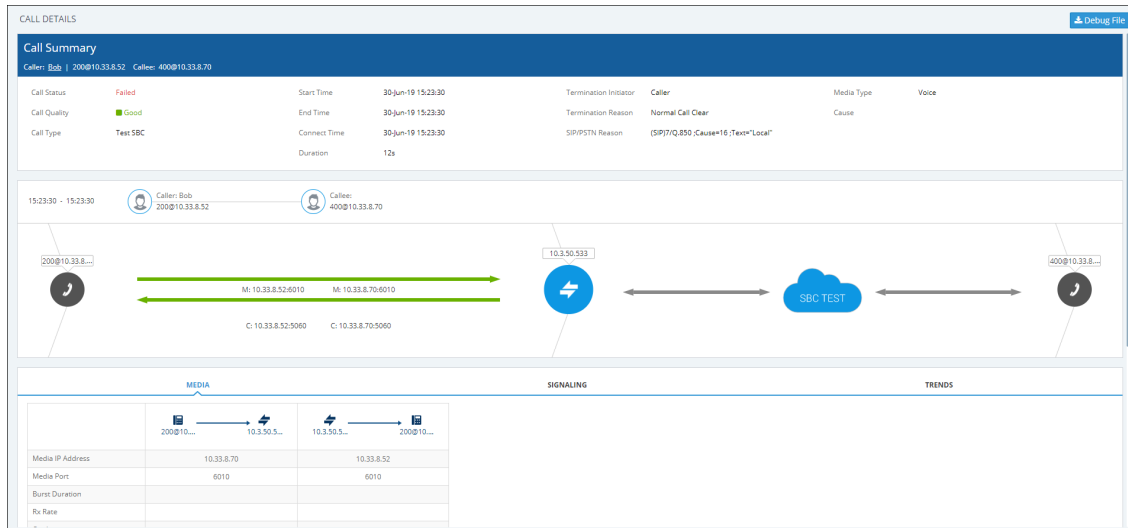 CALL DETAILS
Debug File
Call Summary
Caller: Bob | 200@10.33.8.52 Callee: 400@10.33.8.70
Call Status Failed Start Time 30-Jun-19 15:23:30 Termination Initiator Caller Media Type Voice
Call Quality Good End Time 30-Jun-19 15:23:30 Termination Reason Normal Call Clear Cause
Call Type Test SBC Connect Time 30-Jun-19 15:23:30 SIP/PSTN Reason (SIP)7/Q.850 ;Cause=16 ;Text="Local"
Duration 12s
15:23:30 - 15:23:30
Caller: Bob
200@10.33.8.52
Callee:
400@10.33.8.70
200@10.33.8....
10.3.50.533
400@10.33.8....
M: 10.33.8.52:6010 M: 10.33.8.70:6010
SBC TEST
C: 10.33.8.52:5060 C: 10.33.8.70:5060
MEDIA SIGNALING TRENDS
200@10.... 10.3.50.5... 10.3.50.5... 200@10....
Media IP Address 10.33.8.70 10.33.8.52
Media Port 6010 6010
Burst Duration
Rx Rate